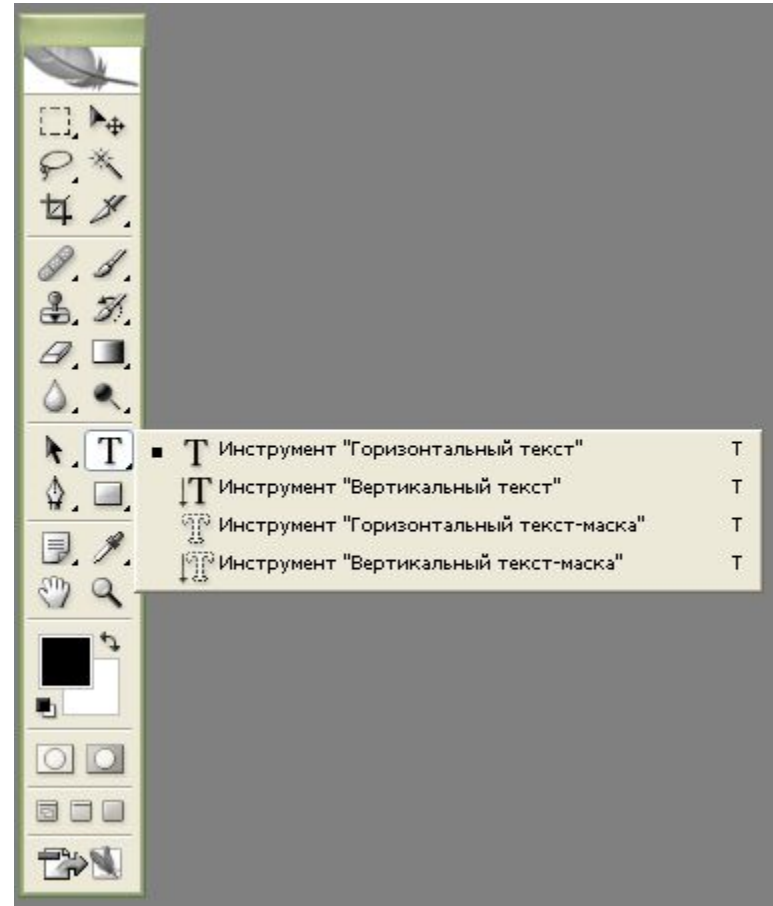 Инструмент "Горизонтальный текст" T
Инструмент "Вертикальный текст" T
Инструмент "Горизонтальный текст-маска" T
Инструмент "Вертикальный текст-маска" T